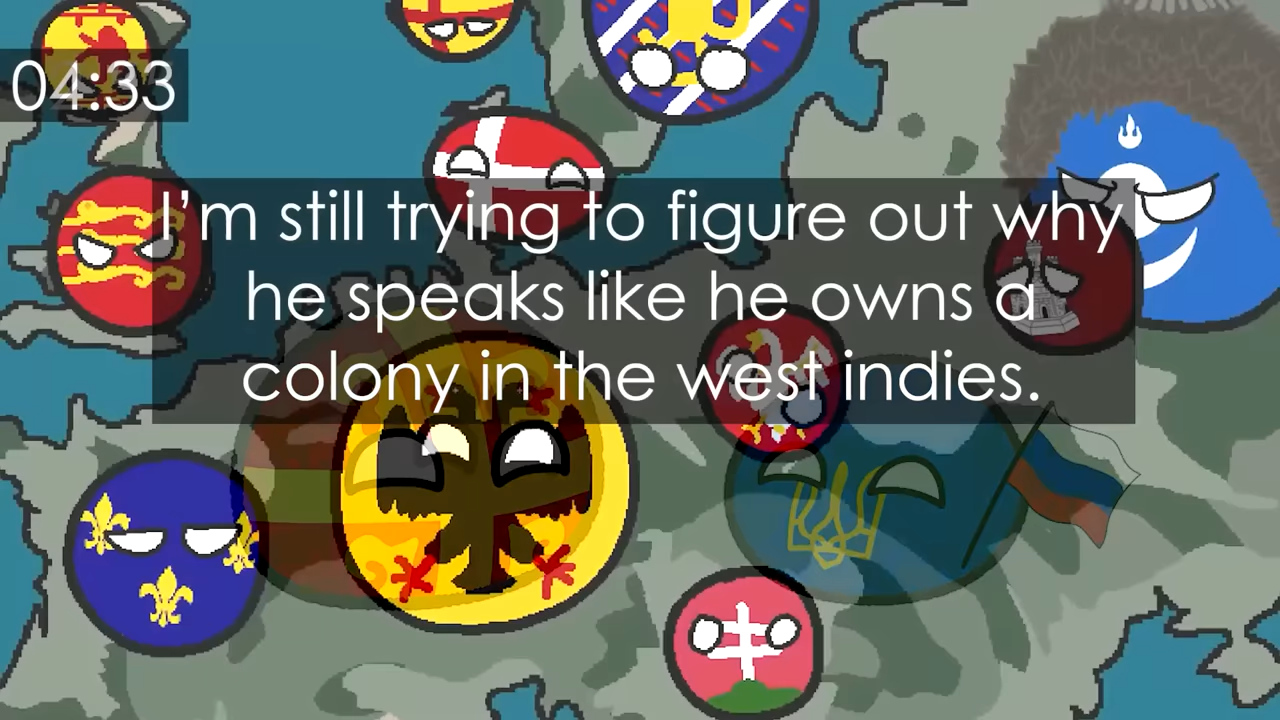 04:33
I'm still trying to figure out why
he speaks like he owns a
colony in the west indies.